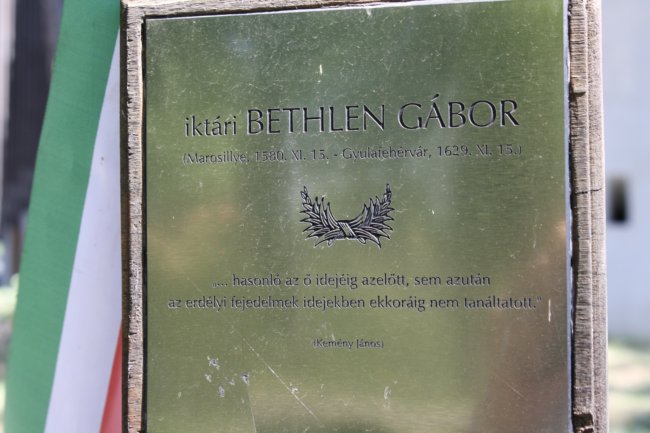 iktári BETHLEN GÁBOR
(Marosillye, 1580. XI. 15. - Gyulafehérvár, 1629. XI. 15.)
„... hasonló az ő idejéig azelőtt, sem azután
az erdélyi fejedelmek idejekben ekkoráig nem tanáltatott."
(Kemény János)